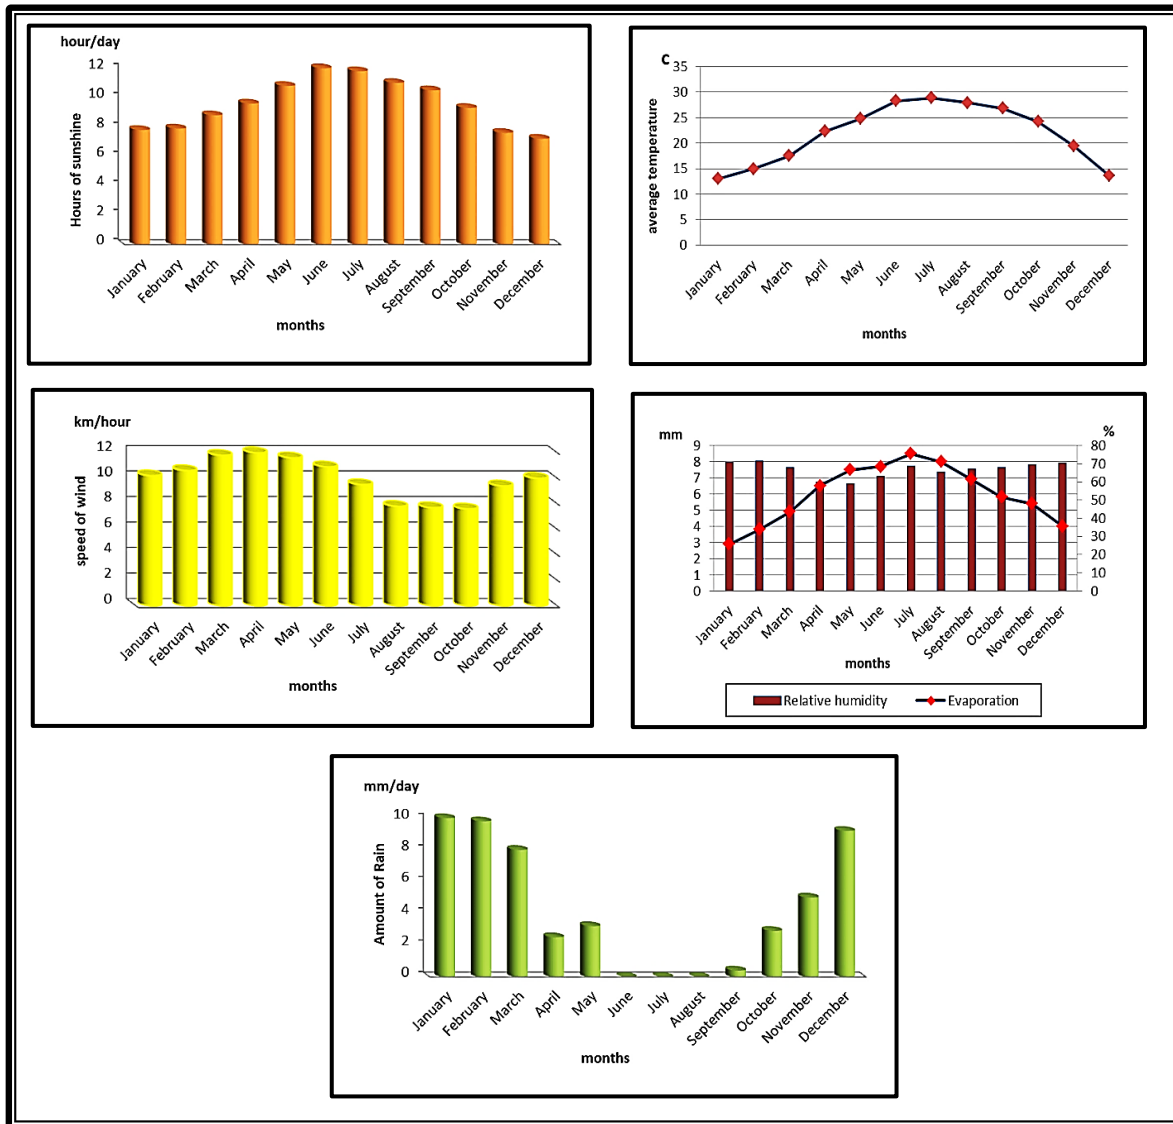 hour/day
Hours of sunshine
12
10
8
6
4
2
0
January
February
March
April
May
June
July
August
September
October
November
December
months
C
average temperature
35
30
25
20
15
10
5
0
January
February
March
April
May
June
July
August
September
October
November
December
months
km/hour
speed of wind
12
10
8
6
4
2
0
January
February
March
April
May
June
July
August
September
October
November
December
months
mm
%
9
8
7
6
5
4
3
2
1
0
80
70
60
50
40
30
20
10
0
January
February
March
April
May
June
July
August
September
October
November
December
months
Relative humidity
Evaporation
mm/day
Amount of Rain
10
8
6
4
2
0
January
February
March
April
May
June
July
August
September
October
November
December
months